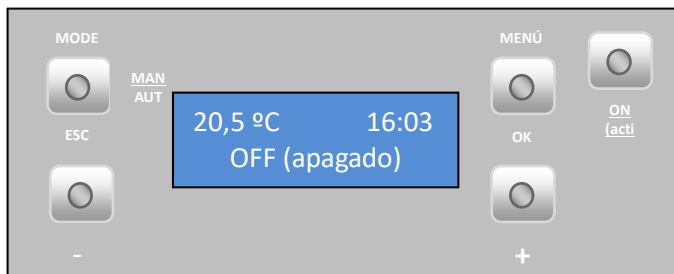 MODE
MENÚ
MAN
AUT
20,5 ºC 16:03
OFF (apagado)
ON
(acti
ESC
OK
-
+